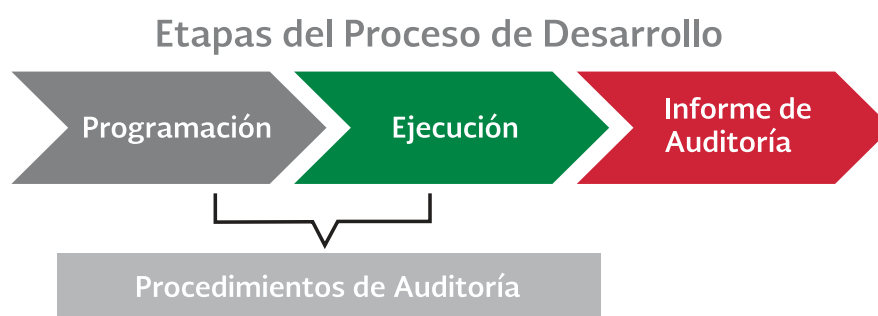 Etapas del Proceso de Desarrollo
Programación
Ejecución
Informe de
Auditoría
Procedimientos de Auditoría